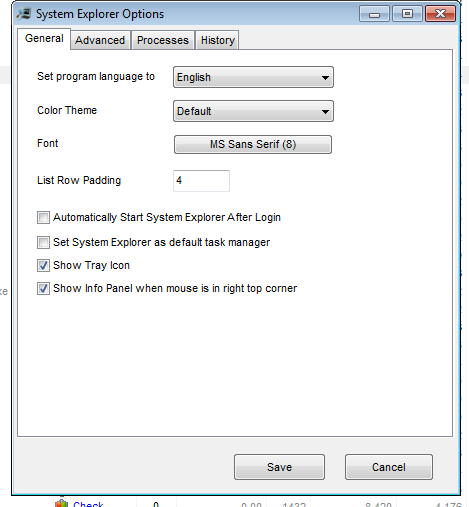 System Explorer Options
General Advanced Processes History
Set program language to English
Color Theme Default
Font MS Sans Serif (8)
List Row Padding 4
Automatically Start System Explorer After Login
Set System Explorer as default task manager
Show Tray Icon
ke
Show Info Panel when mouse is in right top corner
Save Cancel
Check 0 0.00 1432 8,420 4,176